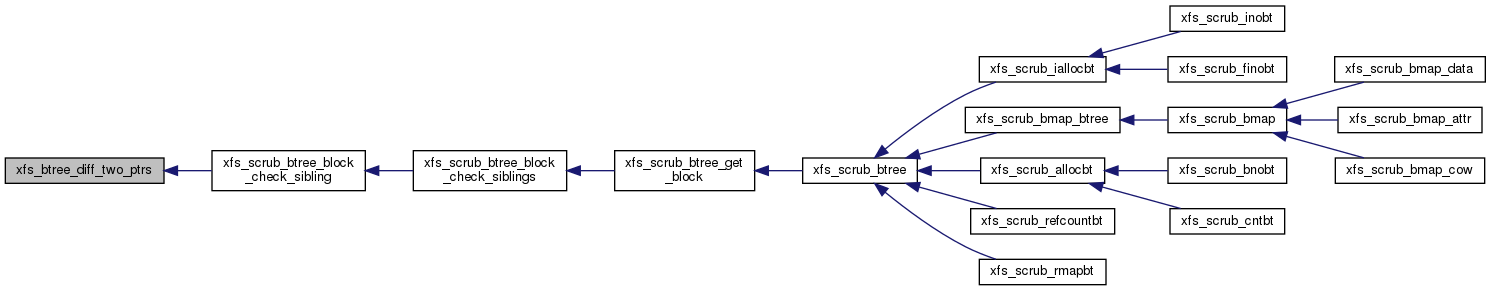 xfs_btree_diff_two_ptrs
xfs_scrub_btree_block
_check_sibling
xfs_scrub_btree_block
_check_siblings
xfs_scrub_btree_get
_block
xfs_scrub_btree
xfs_scrub_iallocbt
xfs_scrub_inobt
xfs_scrub_finobt
xfs_scrub_bmap_btree
xfs_scrub_bmap
xfs_scrub_bmap_data
xfs_scrub_bmap_attr
xfs_scrub_bmap_cow
xfs_scrub_allocbt
xfs_scrub_bnobt
xfs_scrub_cntbt
xfs_scrub_refcountbt
xfs_scrub_rmapbt